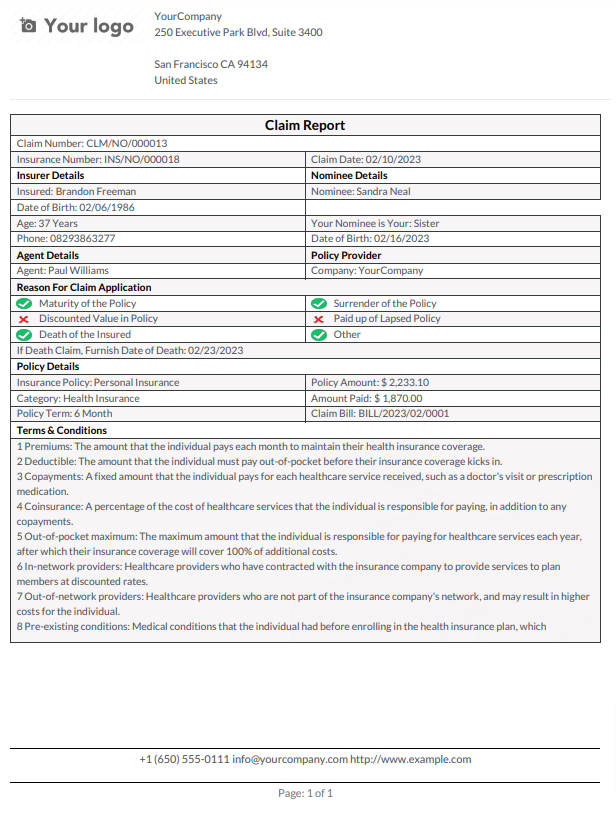 Your logo
YourCompany
250 Executive Park Blvd, Suite 3400
San Francisco CA 94134
United States
Claim Report
Claim Number: CLM/NO/000013
Insurance Number: INS/NO/000018
Claim Date: 02/10/2023
Insurer Details
Nominee Details
Insured: Brandon Freeman
Nominee: Sandra Neal
Date of Birth: 02/06/1986
Age: 37 Years
Your Nominee is Your: Sister
Phone: 08293863277
Date of Birth: 02/16/2023
Agent Details
Policy Provider
Agent: Paul Williams
Company: YourCompany
Reason For Claim Application
Maturity of the Policy
Surrender of the Policy
Discounted Value in Policy
Paid up of Lapsed Policy
Death of the Insured
Other
If Death Claim, Furnish Date of Death: 02/23/2023
Policy Details
Insurance Policy: Personal Insurance
Policy Amount: $ 2,233.10
Category: Health Insurance
Amount Paid: $ 1,870.00
Policy Term: 6 Month
Claim Bill: BILL/2023/02/0001
Terms & Conditions
1 Premiums: The amount that the individual pays each month to maintain their health insurance coverage.
2 Deductible: The amount that the individual must pay out-of-pocket before their insurance coverage kicks in.
3 Copayments: A fixed amount that the individual pays for each healthcare service received, such as a doctor's visit or prescription
medication.
4 Coinsurance: A percentage of the cost of healthcare services that the individual is responsible for paying, in addition to any
copayments.
5 Out-of-pocket maximum: The maximum amount that the individual is responsible for paying for healthcare services each year,
after which their insurance coverage will cover 100% of additional costs.
6 In-network providers: Healthcare providers who have contracted with the insurance company to provide services to plan
members at discounted rates.
7 Out-of-network providers: Healthcare providers who are not part of the insurance company's network, and may result in higher
costs for the individual.
8 Pre-existing conditions: Medical conditions that the individual had before enrolling in the health insurance plan, which
+1 (650) 555-0111 info@yourcompany.com http://www.example.com
Page: 1 of 1